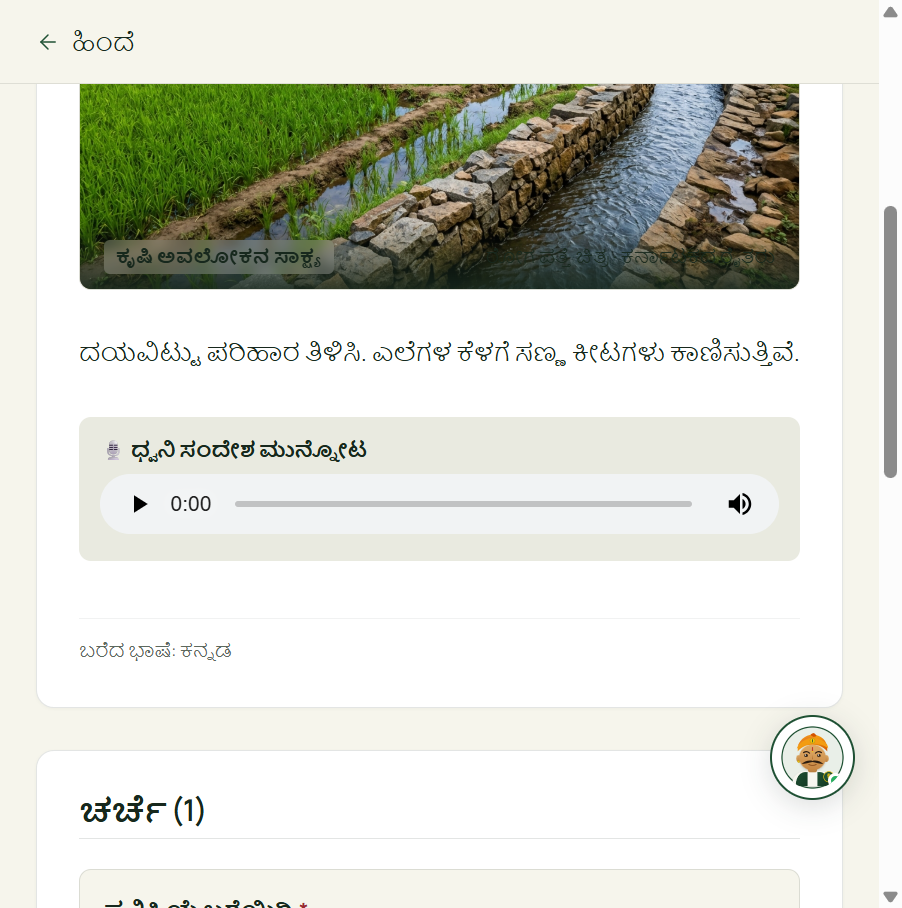 ← ಹಿಂದೆ
ಕೃಷಿ ಅವಲೋಕನ ಸಾಕ್ಷ್ಯ
ದಯವಿಟ್ಟು ಪರಿಹಾರ ತಿಳಿಸಿ. ಎಲೆಗಳ ಕೆಳಗೆ ಸಣ್ಣ ಕೀಟಗಳು ಕಾಣಿಸುತ್ತಿವೆ.
ಧ್ವನಿ ಸಂದೇಶ ಮುನ್ನೋಟ
0:00
ಬರೆದ ಭಾಷೆ: ಕನ್ನಡ
ಚರ್ಚೆ (1)